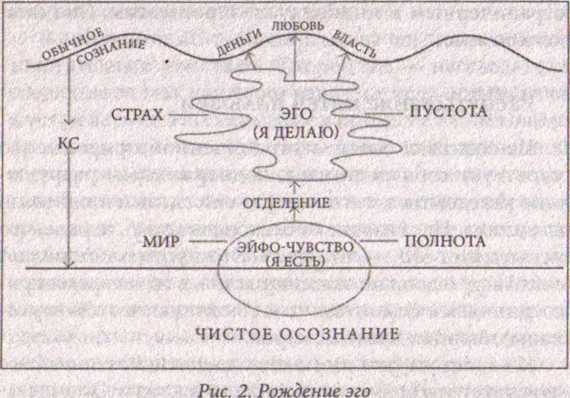 ОБЫЧНОЕ
СОЗНАНИЕ
ДЕНЬГИ
ЛЮБОВЬ
ВЛАСТЬ
СТРАХ
ЭГО
(Я ДЕЛАЮ)
ПУСТОТА
КС
ОТДЕЛЕНИЕ
МИР
ЭЙФО-ЧУВСТВО
(Я ЕСТЬ)
ПОЛНОТА
ЧИСТОЕ ОСОЗНАНИЕ
Рис. 2. Рождение эго